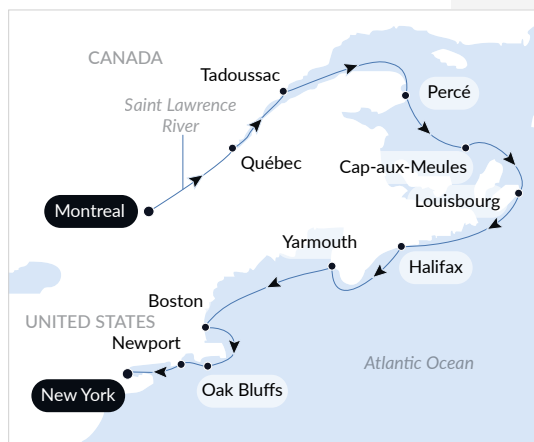 CANADA
Tadoussac
Percé
Saint Lawrence
River
Québec
Cap-aux-Meules
Louisbourg
Montreal
Yarmouth
Halifax
Boston
UNITED STATES
Newport
Atlantic Ocean
New York
Oak Bluffs